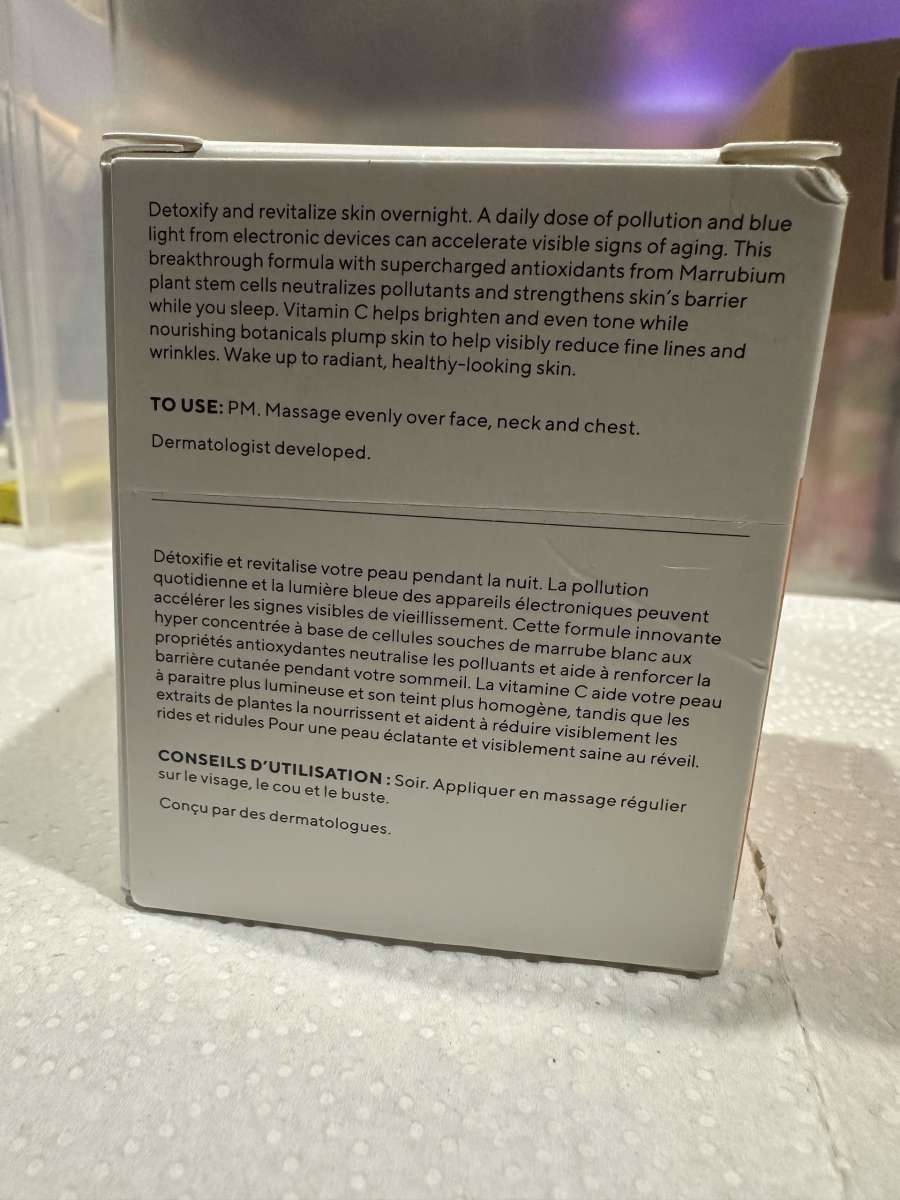 Detoxify and revitalize skin overnight. A daily dose of pollution and blue
light from electronic devices can accelerate visible signs of aging. This
breakthrough formula with supercharged antioxidants from Marrubium
plant stem cells neutralizes pollutants and strengthens skin's barrier
while you sleep. Vitamin C helps brighten and even tone while
nourishing botanicals plump skin to help visibly reduce fine lines and
wrinkles. Wake up to radiant, healthy-looking skin.
TO USE: PM. Massage evenly over face, neck and chest.
Dermatologist developed.
Détoxifie et revitalise votre peau pendant la nuit. La pollution
quotidienne et la lumière bleue des appareils électroniques peuvent
accélérer les signes visibles de vieillissement. Cette formule innovante
hyper concentrée à base de cellules souches de marrube blanc aux
propriétés antioxydantes neutralise les polluants et aide à renforcer la
barrière cutanée pendant votre sommeil. La vitamine C aide votre peau
à paraitre plus lumineuse et son teint plus homogène, tandis que les
extraits de plantes la nourrissent et aident à réduire visiblement les
rides et ridules Pour une peau éclatante et visiblement saine au réveil.
CONSEILS D'UTILISATION : Soir. Appliquer en massage régulier
sur le visage, le cou et le buste.
Conçu par des dermatologues.